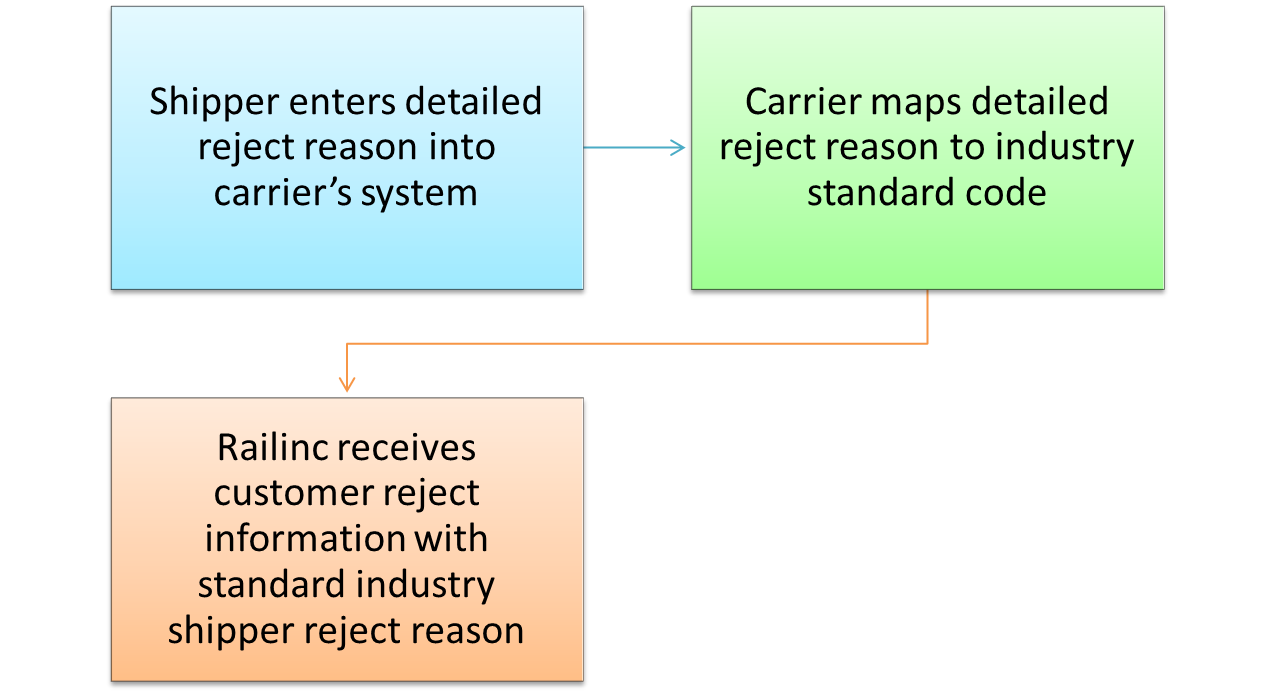 Shipper enters detailed
reject reason into
carrier’s system
Carrier maps detailed
reject reason to industry
standard code
Railinc receives
customer reject
information with
standard industry
shipper reject reason